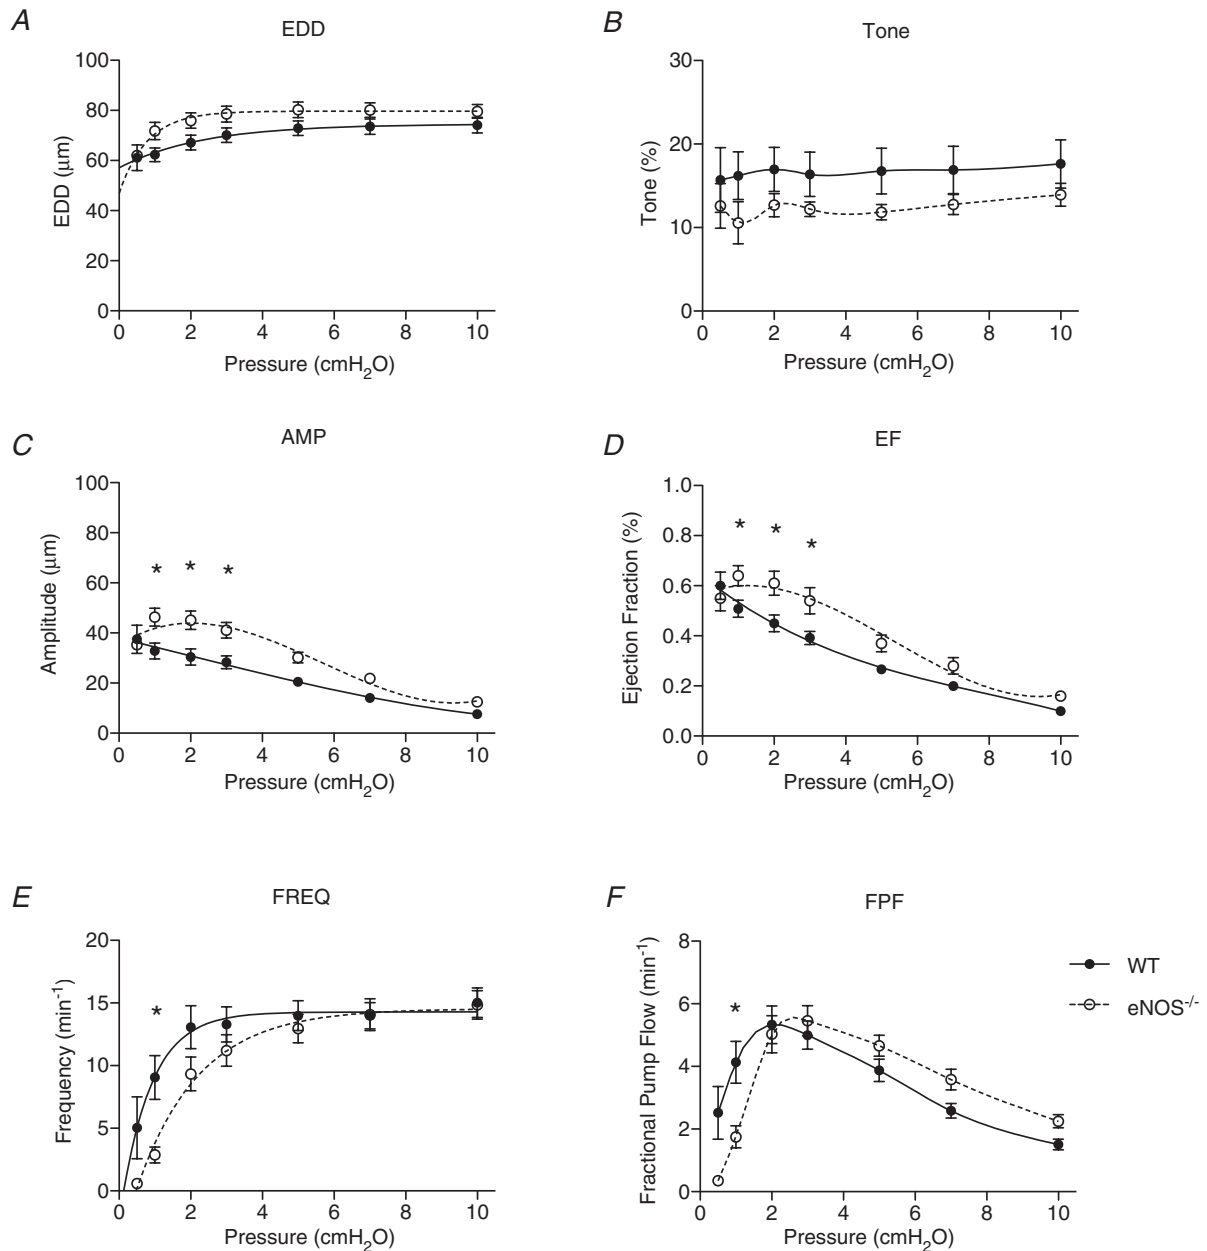 A
EDD
100
80
60
40
20
0
EDD (μm)
0 2 4 6 8 10
Pressure (cmH₂O)
B
Tone
30
20
10
0
Tone (%)
0 2 4 6 8 10
Pressure (cmH₂O)
C
AMP
100
80
60
40
20
0
Amplitude (μm)
* * *
0 2 4 6 8 10
Pressure (cmH₂O)
D
EF
1.0
0.8
0.6
0.4
0.2
0.0
Ejection Fraction (%)
* * *
0 2 4 6 8 10
Pressure (cmH₂O)
E
FREQ
20
15
10
5
0
Frequency (min⁻¹)
*
0 2 4 6 8 10
Pressure (cmH₂O)
F
FPF
8
6
4
2
0
Fractional Pump Flow (min⁻¹)
*
0 2 4 6 8 10
Pressure (cmH₂O)
WT
eNOS⁻/⁻